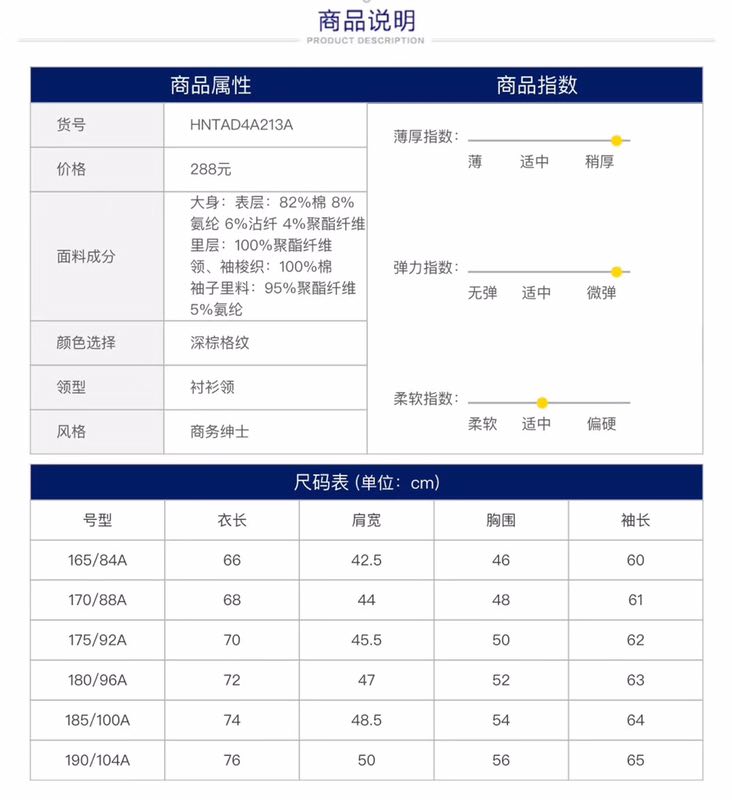 商品说明
PRODUCT DESCRIPTION
商品属性
商品指数
货号
HNTAD4A213A
价格
288元
面料成分
大身：表层：82%棉 8%
氨纶 6%沾纤 4%聚酯纤维
里层：100%聚酯纤维
领、袖梭织：100%棉
袖子里料：95%聚酯纤维
5%氨纶
颜色选择
深棕格纹
领型
衬衫领
风格
商务绅士
薄厚指数：
薄 适中 稍厚
弹力指数：
无弹 适中 微弹
柔软指数：
柔软 适中 偏硬
尺码表 (单位：cm)
号型 衣长 肩宽 胸围 袖长
165/84A 66 42.5 46 60
170/88A 68 44 48 61
175/92A 70 45.5 50 62
180/96A 72 47 52 63
185/100A 74 48.5 54 64
190/104A 76 50 56 65